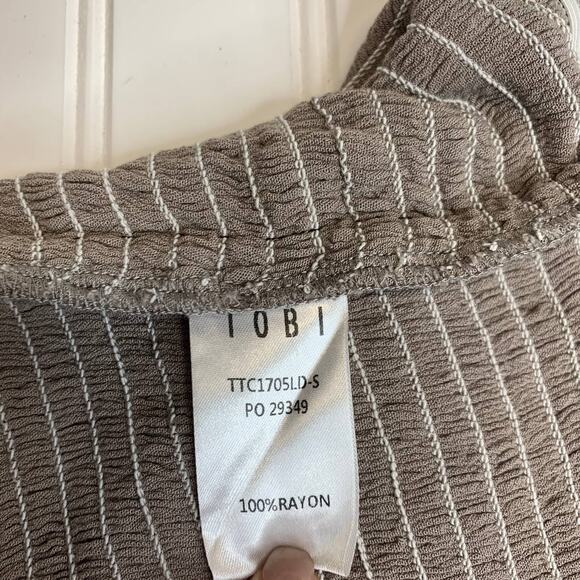 TOBI
TTC1705LD-S
PO 29349
100%RAYON